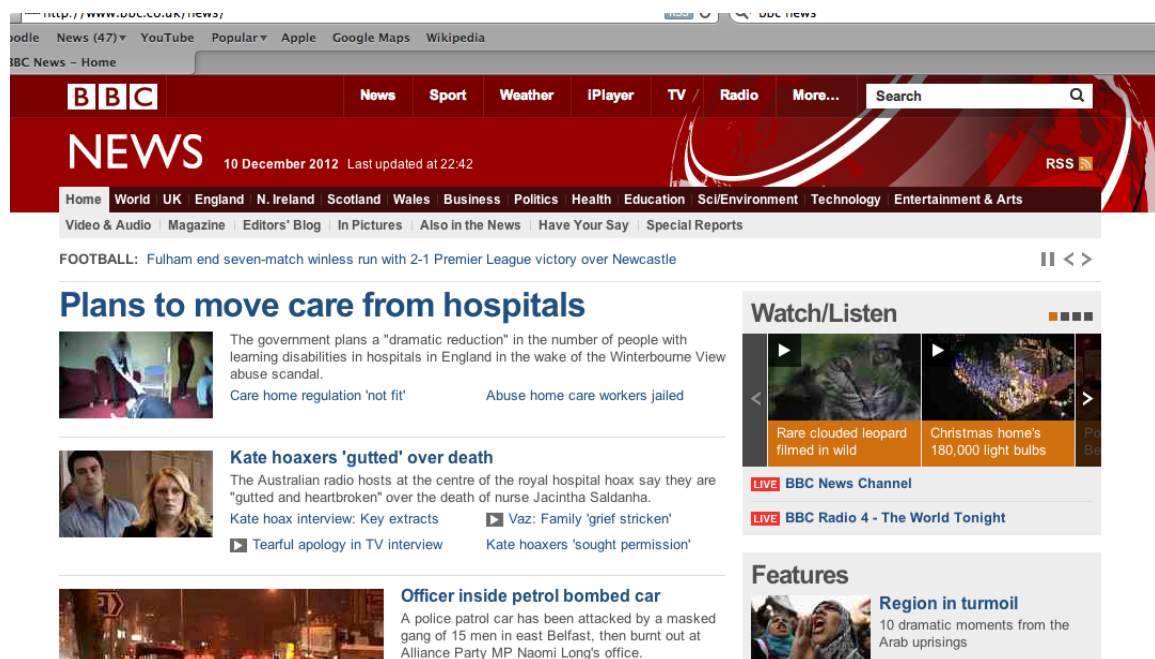 http://www.bbc.co.uk/news/
RSS
bbc news
News (47) YouTube Popular Apple Google Maps Wikipedia
BBC News – Home
BBC
News Sport Weather iPlayer TV Radio More... Search
NEWS 10 December 2012 Last updated at 22:42
RSS
Home World UK England N. Ireland Scotland Wales Business Politics Health Education Sci/Environment Technology Entertainment & Arts
Video & Audio Magazine Editors' Blog In Pictures Also in the News Have Your Say Special Reports
FOOTBALL: Fulham end seven-match winless run with 2-1 Premier League victory over Newcastle
Plans to move care from hospitals
The government plans a "dramatic reduction" in the number of people with
learning disabilities in hospitals in England in the wake of the Winterbourne View
abuse scandal.
Care home regulation 'not fit' Abuse home care workers jailed
Kate hoaxers 'gutted' over death
The Australian radio hosts at the centre of the royal hospital hoax say they are
"gutted and heartbroken" over the death of nurse Jacintha Saldanha.
Kate hoax interview: Key extracts Vaz: Family 'grief stricken'
Tearful apology in TV interview Kate hoaxers 'sought permission'
Officer inside petrol bombed car
A police patrol car has been attacked by a masked
gang of 15 men in east Belfast, then burnt out at
Alliance Party MP Naomi Long's office.
Watch/Listen
Rare clouded leopard
filmed in wild
Christmas home's
180,000 light bulbs
LIVE BBC News Channel
LIVE BBC Radio 4 - The World Tonight
Features
Region in turmoil
10 dramatic moments from the
Arab uprisings